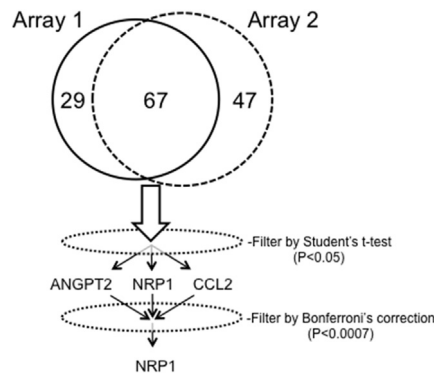 Array 1 Array 2
29 67 47
-Filter by Student's t-test
(P<0.05)
ANGPT2 NRP1 CCL2
-Filter by Bonferroni's correction
(P<0.0007)
NRP1